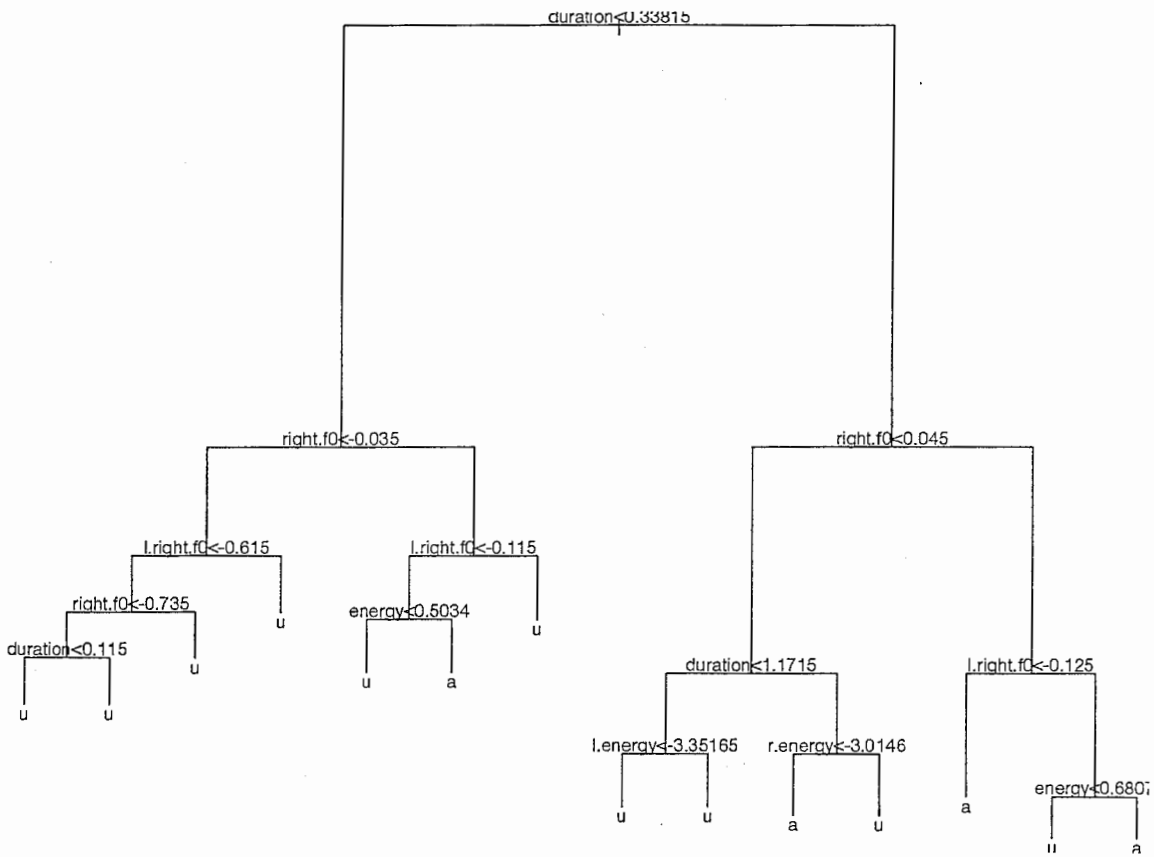 duration<0.33815
right.f0<-0.035
right.f0<0.045
l.right.f0<-0.615
l.right.f0<-0.115
right.f0<-0.735
energy<0.5034
u
u
duration<0.115
u
u
a
duration<1.1715
l.right.f0<-0.125
u
u
l.energy<-3.35165
r.energy<-3.0146
energy<0.6807
a
u
u
a
u
u
a